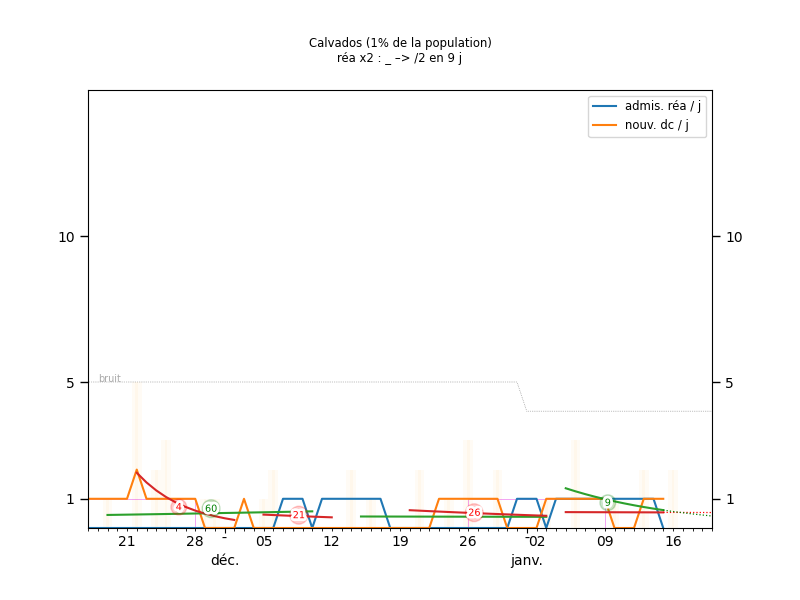 Calvados (1% de la population)
réa x2 : _ –> /2 en 9 j
admis. réa / j
nouv. dc / j
10
10
bruit
5
5
1
1
4
60
21
26
9
21
28
05
12
19
26
02
09
16
déc.
janv.